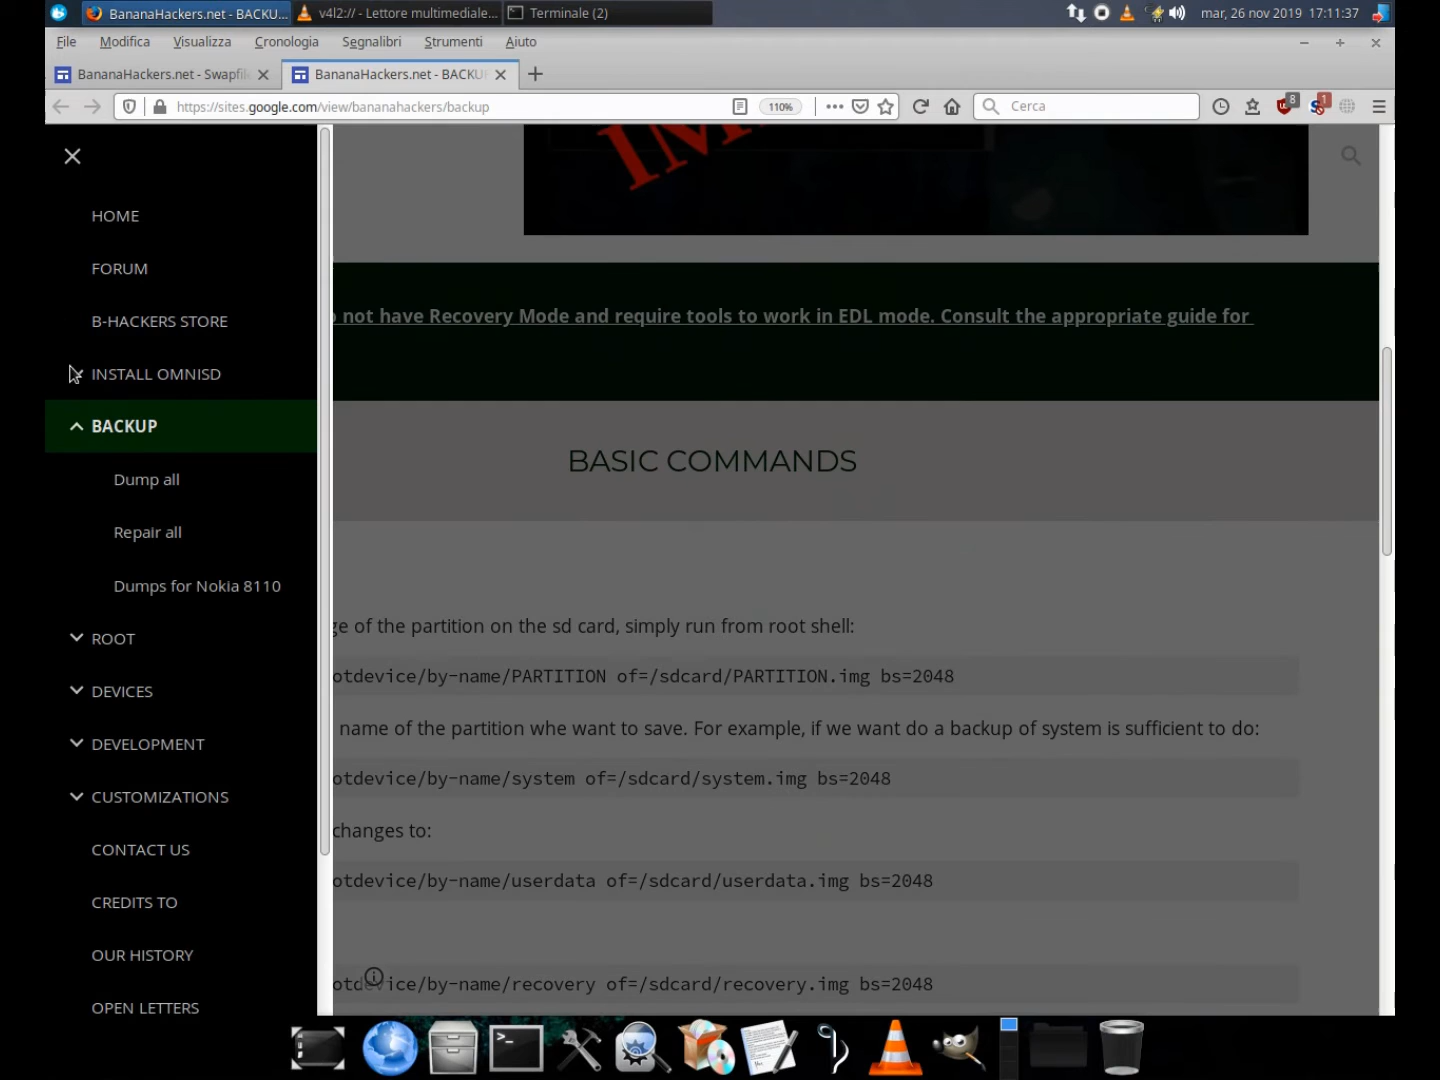 BananaHackers.net - BACKU...
v4l2:// - Lettore multimediale...
Terminale (2)
mar, 26 nov 2019 17:11:37
File Modifica Visualizza Cronologia Segnalibri Strumenti Aiuto
BananaHackers.net - Swapfil
BananaHackers.net - BACKU
https://sites.google.com/view/bananahackers/backup
110%
Cerca
8
1
HOME
FORUM
B-HACKERS STORE
INSTALL OMNISD
BACKUP
Dump all
Repair all
Dumps for Nokia 8110
ROOT
DEVICES
DEVELOPMENT
CUSTOMIZATIONS
CONTACT US
CREDITS TO
OUR HISTORY
OPEN LETTERS
not have Recovery Mode and require tools to work in EDL mode. Consult the appropriate guide for
BASIC COMMANDS
ge of the partition on the sd card, simply run from root shell:
otdevice/by-name/PARTITION of=/sdcard/PARTITION.img bs=2048
name of the partition whe want to save. For example, if we want do a backup of system is sufficient to do:
otdevice/by-name/system of=/sdcard/system.img bs=2048
changes to:
otdevice/by-name/userdata of=/sdcard/userdata.img bs=2048
otdevice/by-name/recovery of=/sdcard/recovery.img bs=2048